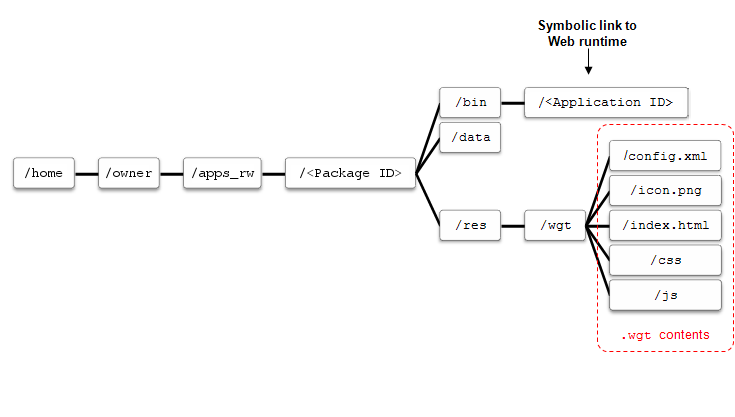 Symbolic link to
Web runtime
/bin
/<Application ID>
/data
/config.xml
/home
/owner
/apps_rw
/<Package ID>
/icon.png
/res
/wgt
/index.html
/css
/js
.wgt contents